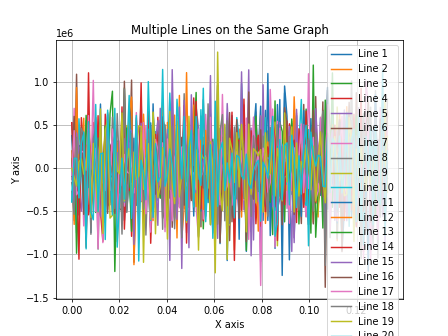 Multiple Lines on the Same Graph
1e6
1.0
0.5
0.0
−0.5
−1.0
−1.5
Y axis
0.00
0.02
0.04
0.06
0.08
0.10
X axis
Line 1
Line 2
Line 3
Line 4
Line 5
Line 6
Line 7
Line 8
Line 9
Line 10
Line 11
Line 12
Line 13
Line 14
Line 15
Line 16
Line 17
Line 18
Line 19
Line 20